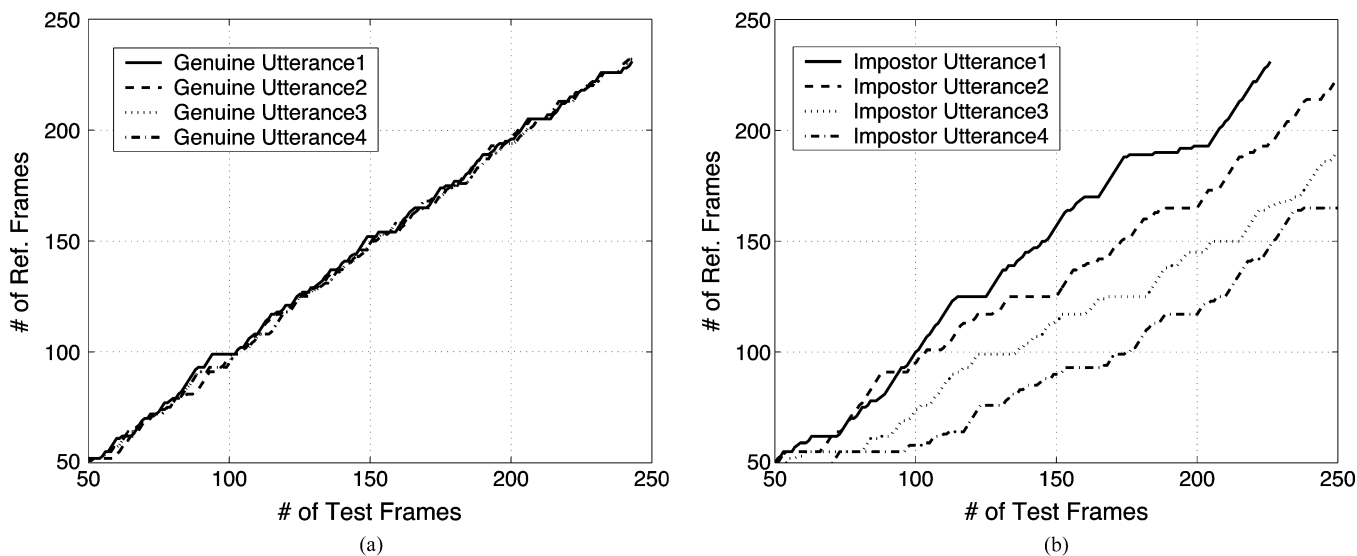 250
200
150
100
50
# of Ref. Frames
Genuine Utterance1
Genuine Utterance2
Genuine Utterance3
Genuine Utterance4
50 100 150 200 250
# of Test Frames
(a)
250
200
150
100
50
# of Ref. Frames
Impostor Utterance1
Impostor Utterance2
Impostor Utterance3
Impostor Utterance4
50 100 150 200 250
# of Test Frames
(b)